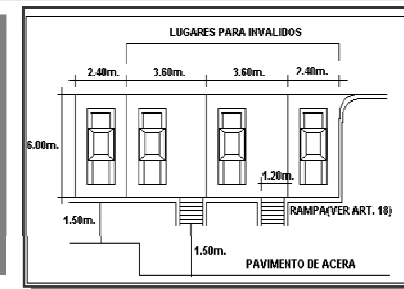 LUGARES PARA INVALIDOS
2.40m. 3.60m. 3.60m. 2.40m.
6.00m.
1.20m.
RAMPA(VER ART. 18)
1.50m.
1.50m.
PAVIMENTO DE ACERA